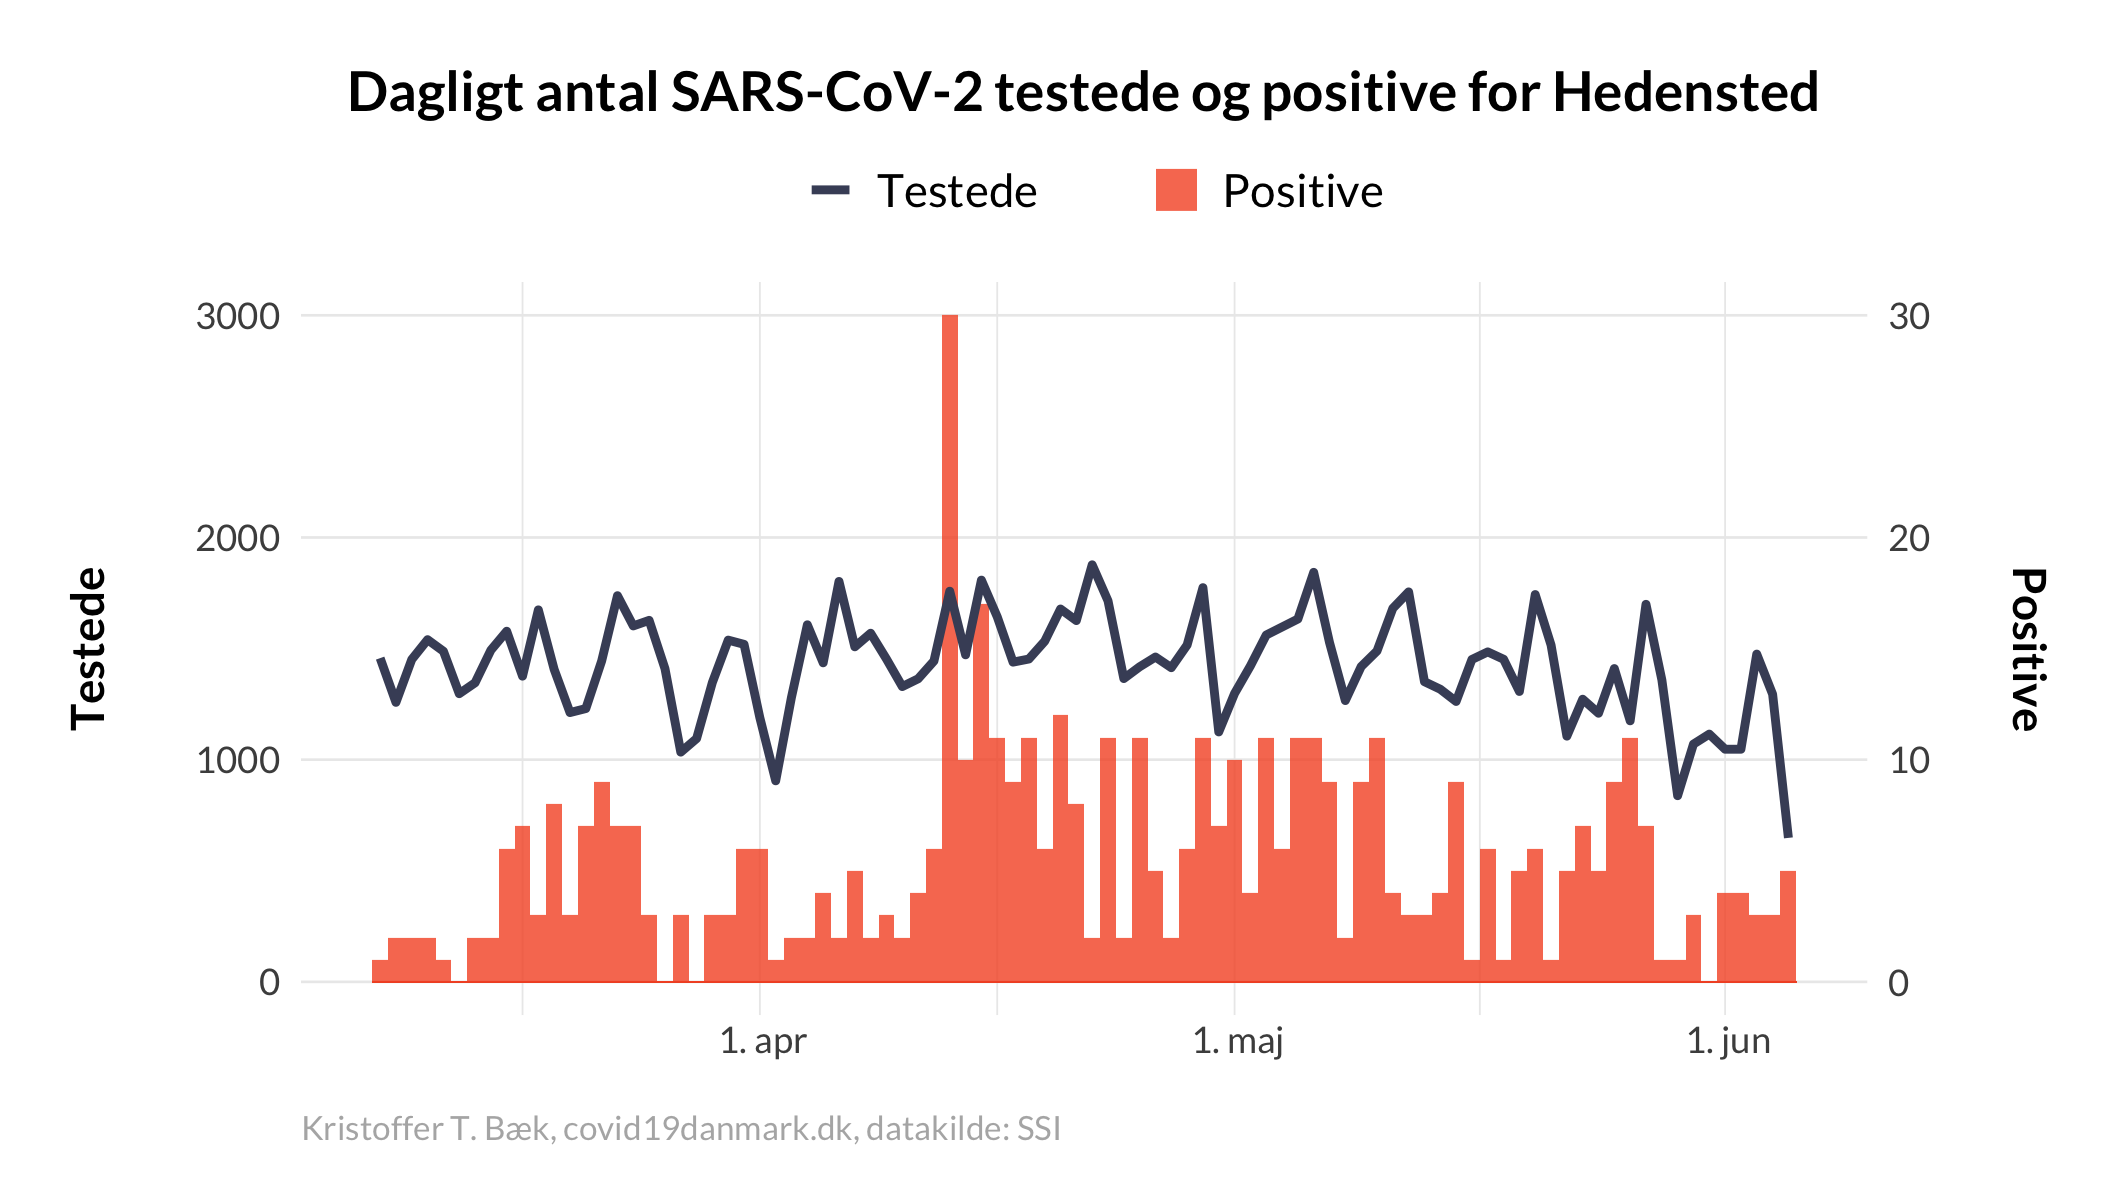 Dagligt antal SARS-CoV-2 testede og positive for Hedensted
Testede
Positive
3000
2000
1000
0
30
20
10
0
Testede
Positive
1. apr
1. maj
1. jun
Kristoffer T. Bæk, covid19danmark.dk, datakilde: SSI